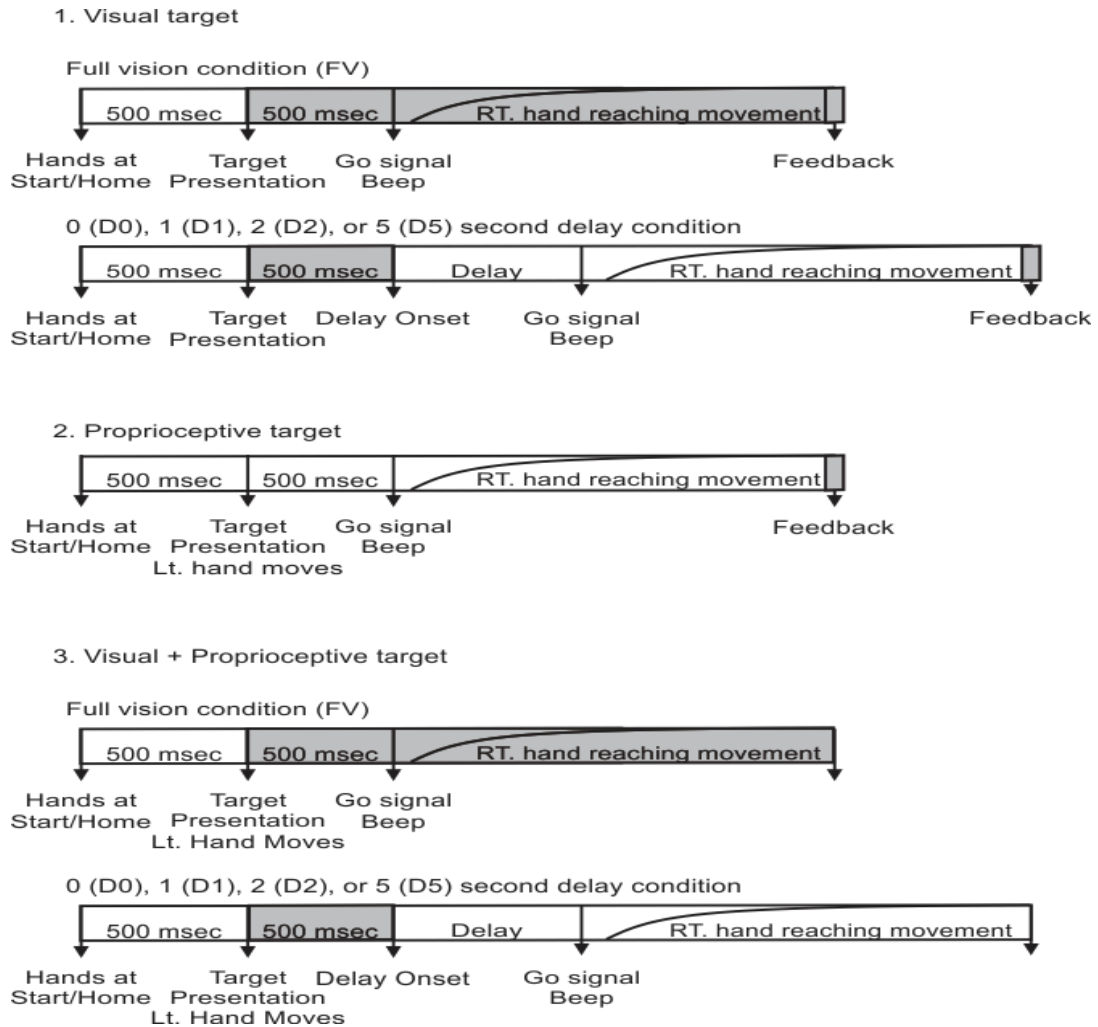 1. Visual target
Full vision condition (FV)
500 msec 500 msec RT. hand reaching movement
Hands at Target Go signal Feedback
Start/Home Presentation Beep
0 (D0), 1 (D1), 2 (D2), or 5 (D5) second delay condition
500 msec 500 msec Delay RT. hand reaching movement
Hands at Target Delay Onset Go signal Feedback
Start/Home Presentation Beep
2. Proprioceptive target
500 msec 500 msec RT. hand reaching movement
Hands at Target Go signal Feedback
Start/Home Presentation Beep
Lt. hand moves
3. Visual + Proprioceptive target
Full vision condition (FV)
500 msec 500 msec RT. hand reaching movement
Hands at Target Go signal
Start/Home Presentation Beep
Lt. Hand Moves
0 (D0), 1 (D1), 2 (D2), or 5 (D5) second delay condition
500 msec 500 msec Delay RT. hand reaching movement
Hands at Target Delay Onset Go signal
Start/Home Presentation Beep
Lt. Hand Moves